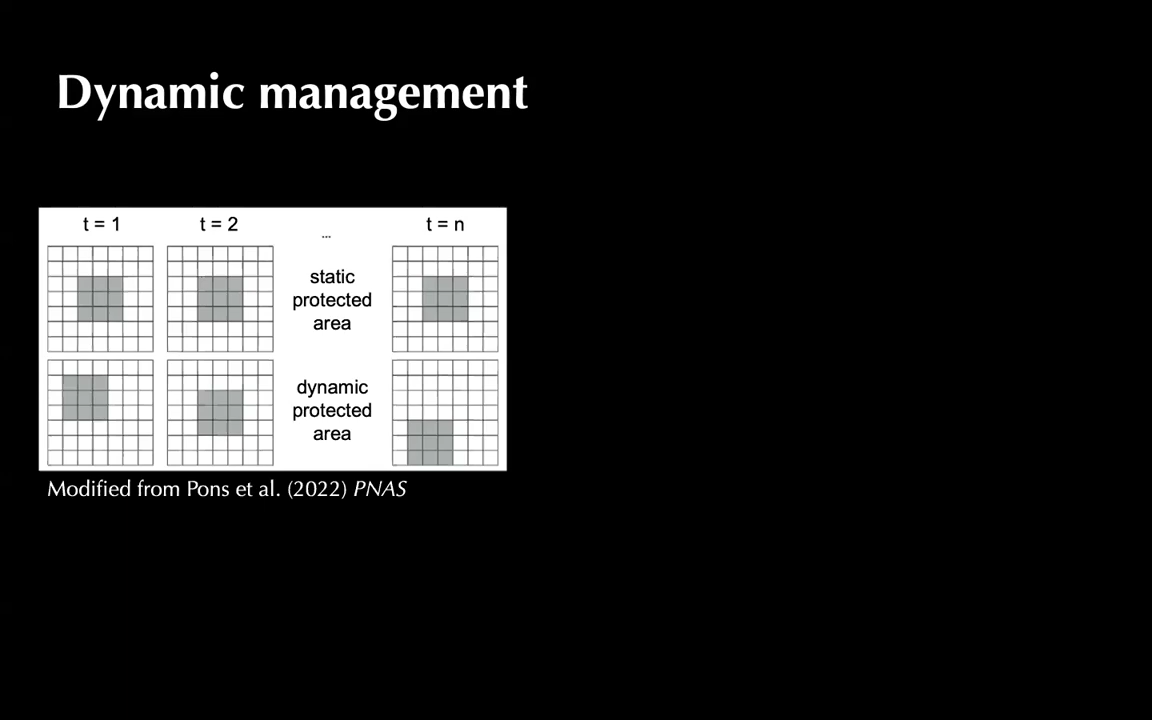 Dynamic management
t = 1
t = 2
...
t = n
static
protected
area
dynamic
protected
area
Modified from Pons et al. (2022) PNAS